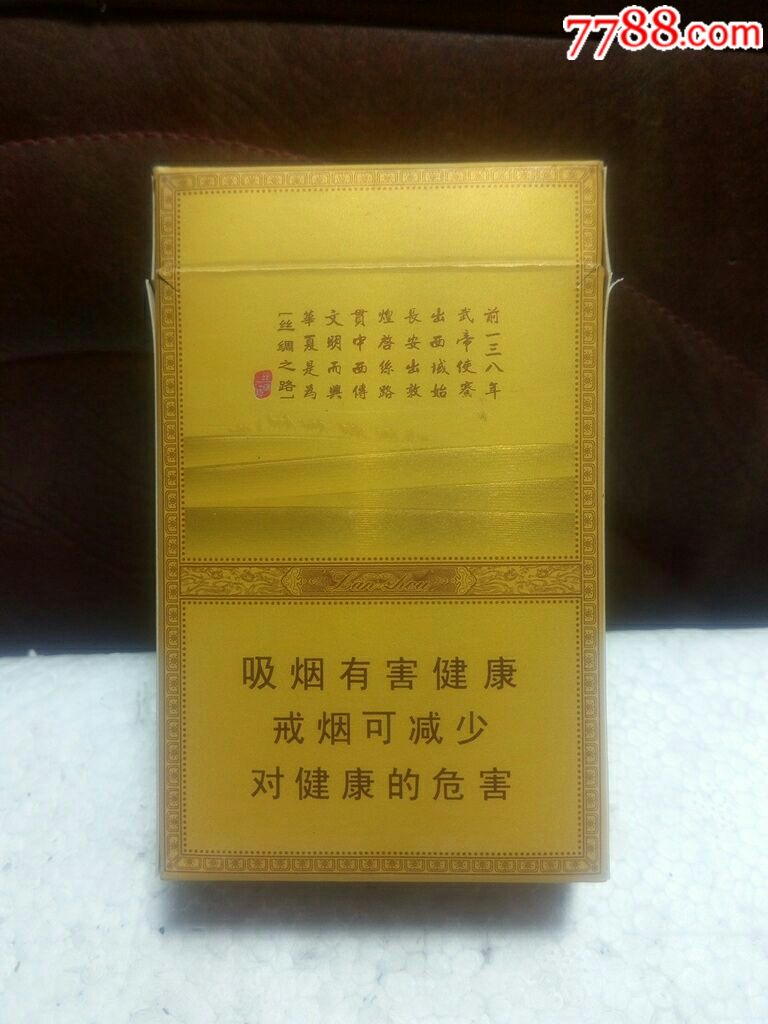 7788.com
前一三八年
武帝使騫
出西域始
長安出敦
煌啓絲路
貫中西傳
文明而興
華夏是為
[丝綢之路]
Lan Zhou
吸烟有害健康
戒烟可减少
对健康的危害